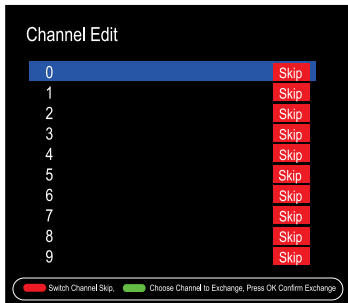 Channel Edit
0 Skip
1 Skip
2 Skip
3 Skip
4 Skip
5 Skip
6 Skip
7 Skip
8 Skip
9 Skip
Switch Channel Skip, Choose Channel to Exchange, Press OK Confirm Exchange